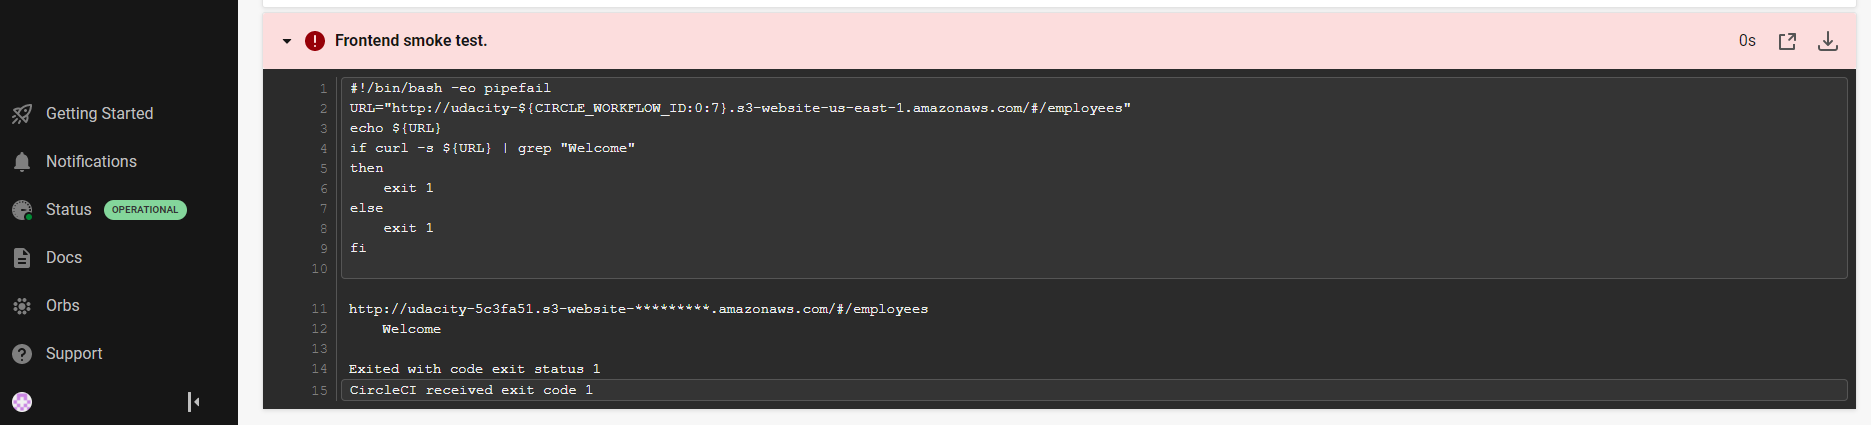 Getting Started
Notifications
Status OPERATIONAL
Docs
Orbs
Support
Frontend smoke test.
0s
1 #!/bin/bash -eo pipefail
2 URL="http://udacity-${CIRCLE_WORKFLOW_ID:0:7}.s3-website-us-east-1.amazonaws.com/#/employees"
3 echo ${URL}
4 if curl -s ${URL} | grep "Welcome"
5 then
6     exit 1
7 else
8     exit 1
9 fi
10
11 http://udacity-5c3fa51.s3-website-*********.amazonaws.com/#/employees
12     Welcome
13
14 Exited with code exit status 1
15 CircleCI received exit code 1